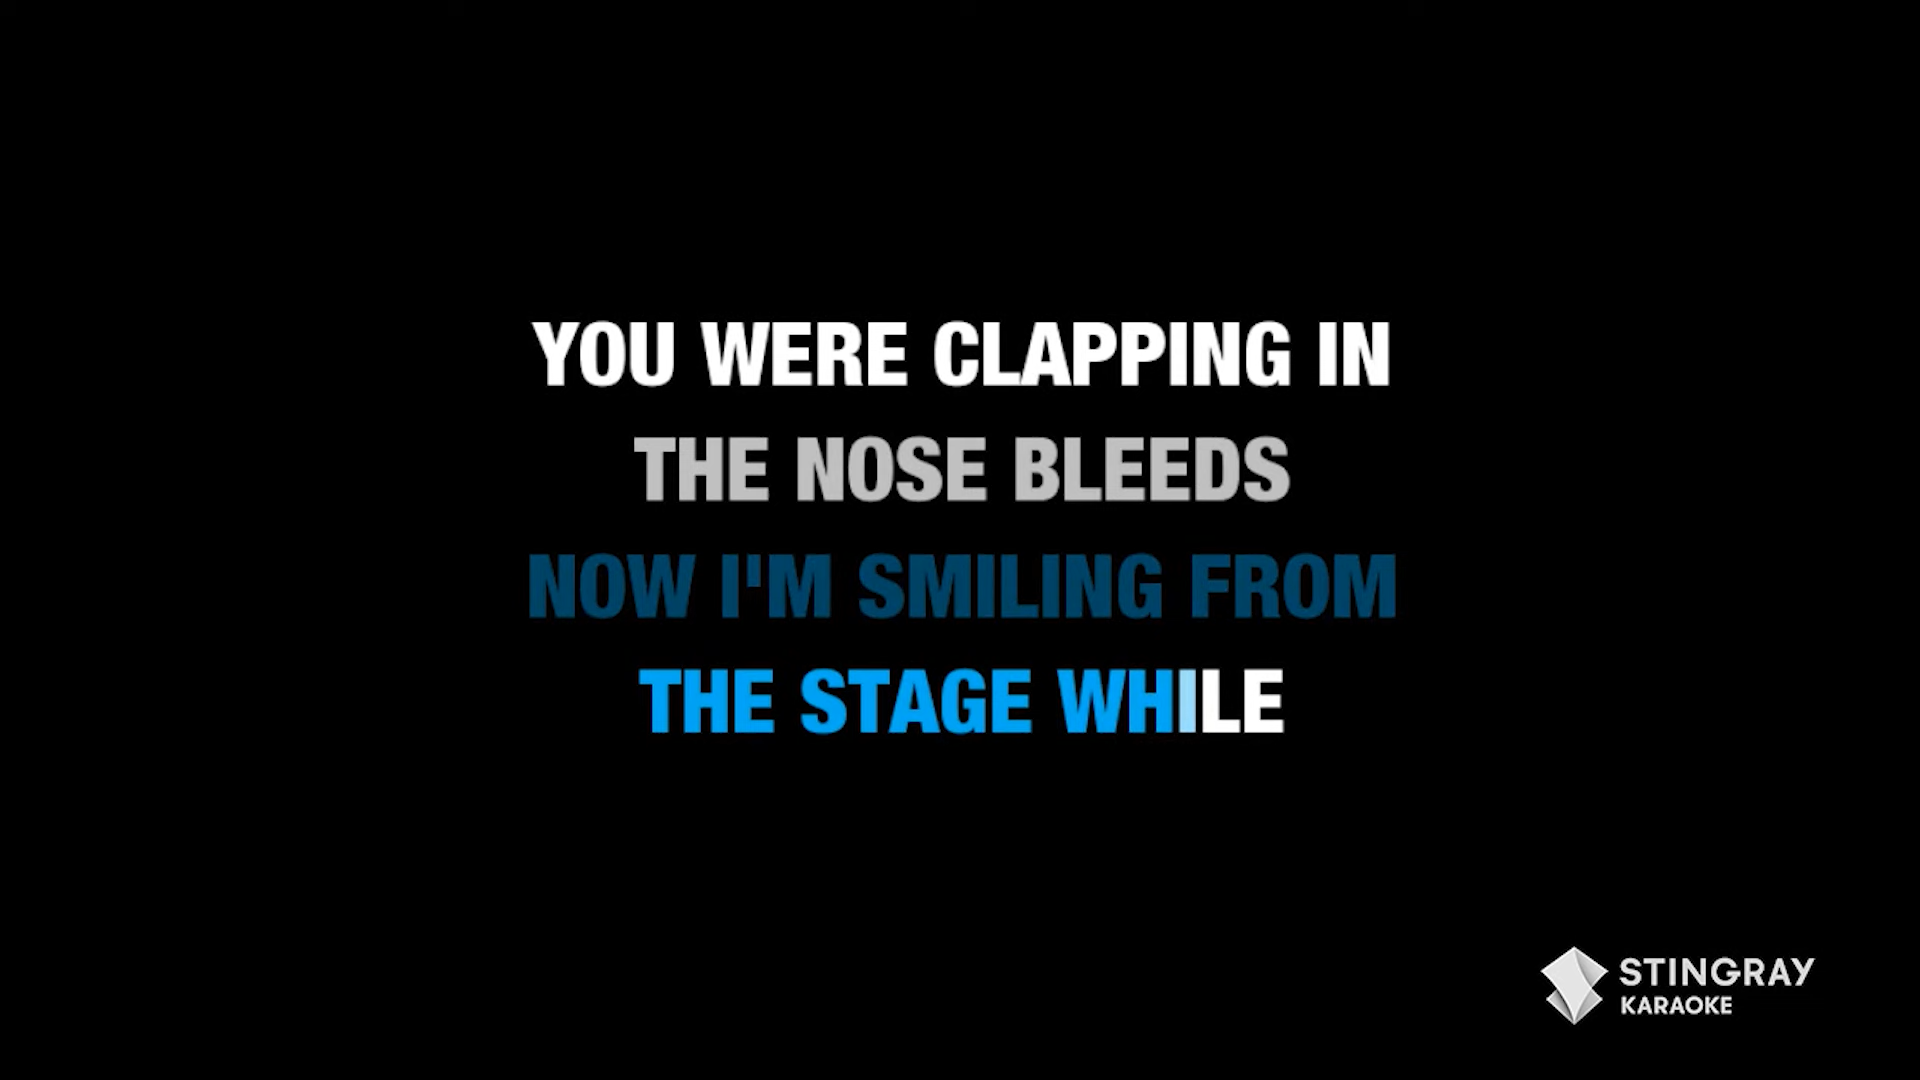 YOU WERE CLAPPING IN
THE NOSE BLEEDS
NOW I'M SMILING FROM
THE STAGE WHILE
STINGRAY
KARAOKE